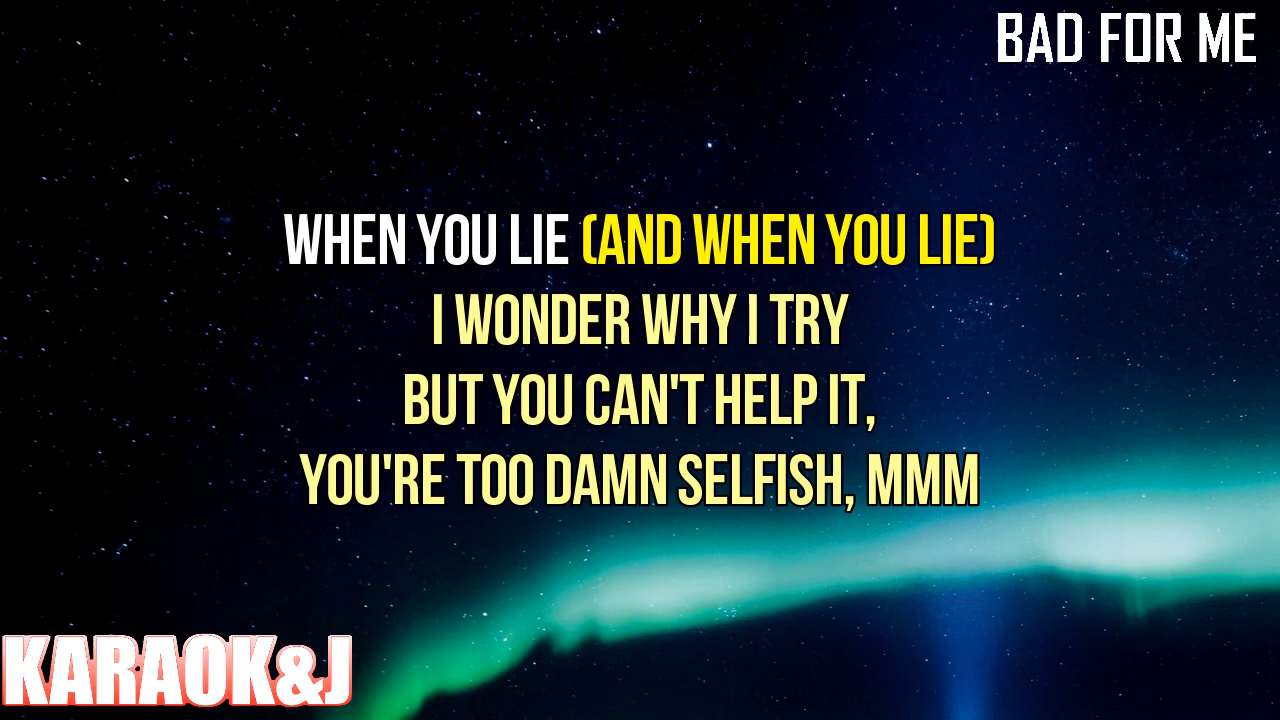 BAD FOR ME
WHEN YOU LIE (AND WHEN YOU LIE)
I WONDER WHY I TRY
BUT YOU CAN'T HELP IT,
YOU'RE TOO DAMN SELFISH, MMM
KARAOK&J